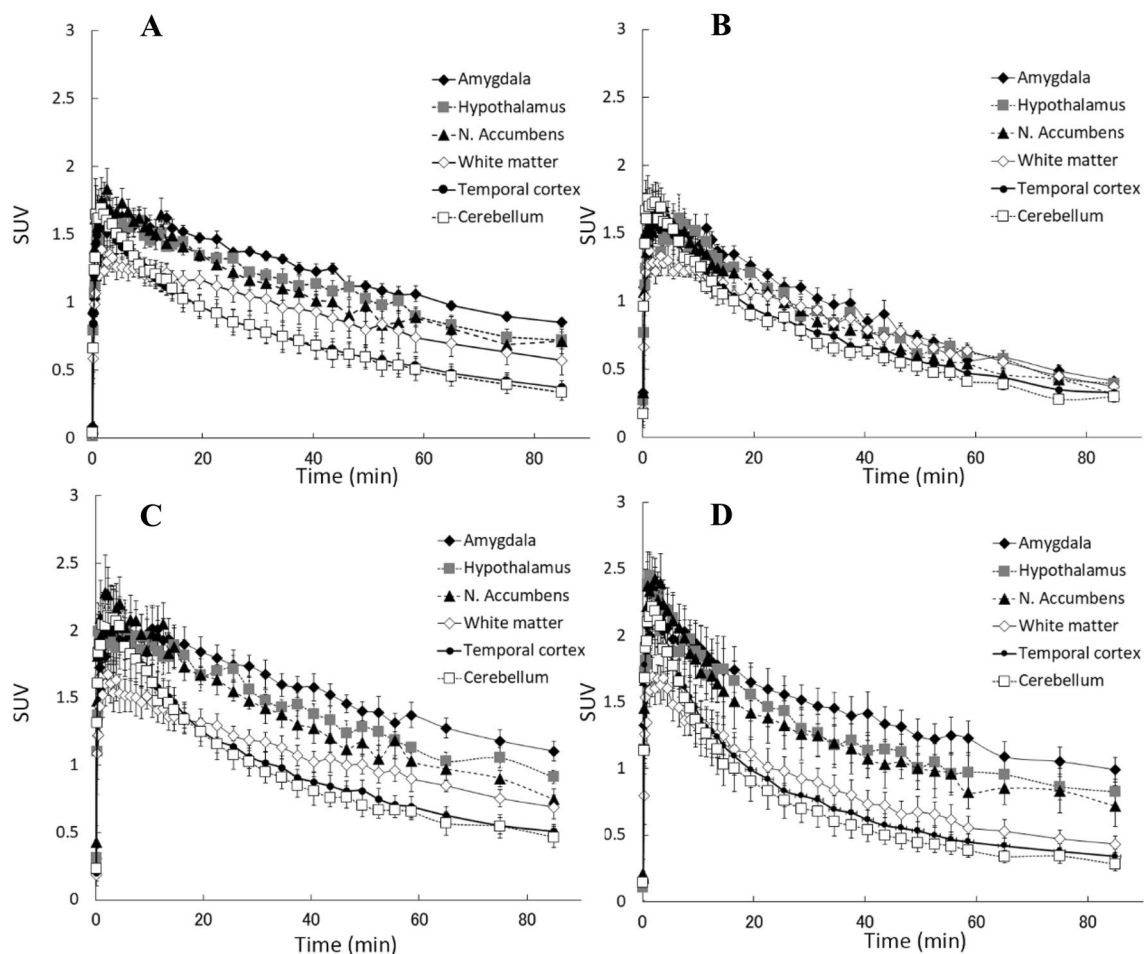 A
3
2.5
2
1.5
1
0.5
0
SUV
Amygdala
Hypothalamus
N. Accumbens
White matter
Temporal cortex
Cerebellum
0 20 40 60 80
Time (min)
B
3
2.5
2
1.5
1
0.5
0
SUV
Amygdala
Hypothalamus
N. Accumbens
White matter
Temporal cortex
Cerebellum
0 20 40 60 80
Time (min)
C
3
2.5
2
1.5
1
0.5
0
SUV
Amygdala
Hypothalamus
N. Accumbens
White matter
Temporal cortex
Cerebellum
0 20 40 60 80
Time (min)
D
3
2.5
2
1.5
1
0.5
0
SUV
Amygdala
Hypothalamus
N. Accumbens
White matter
Temporal cortex
Cerebellum
0 20 40 60 80
Time (min)